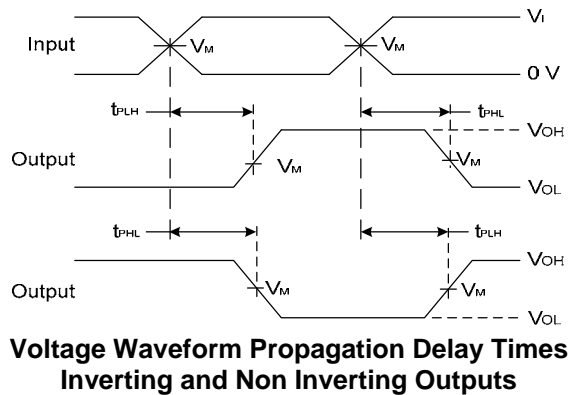 Vı
Input
VM
VM
0 V
tPLH
tPHL
VOH
Output
VM
VM
VOL
tPHL
tPLH
VOH
Output
VM
VM
VOL
Voltage Waveform Propagation Delay Times
Inverting and Non Inverting Outputs